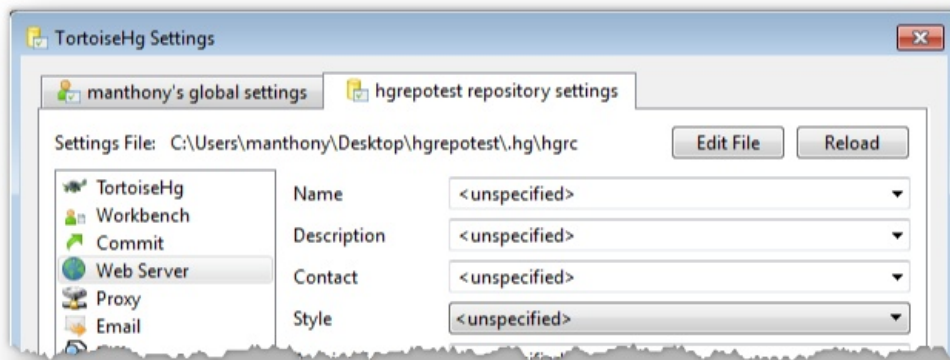 TortoiseHg Settings
manthony's global settings
hgrepotest repository settings
Settings File: C:\Users\manthony\Desktop\hgrepotest\.hg\hgrc
Edit File
Reload
TortoiseHg
Workbench
Commit
Web Server
Proxy
Email
Name
<unspecified>
Description
<unspecified>
Contact
<unspecified>
Style
<unspecified>